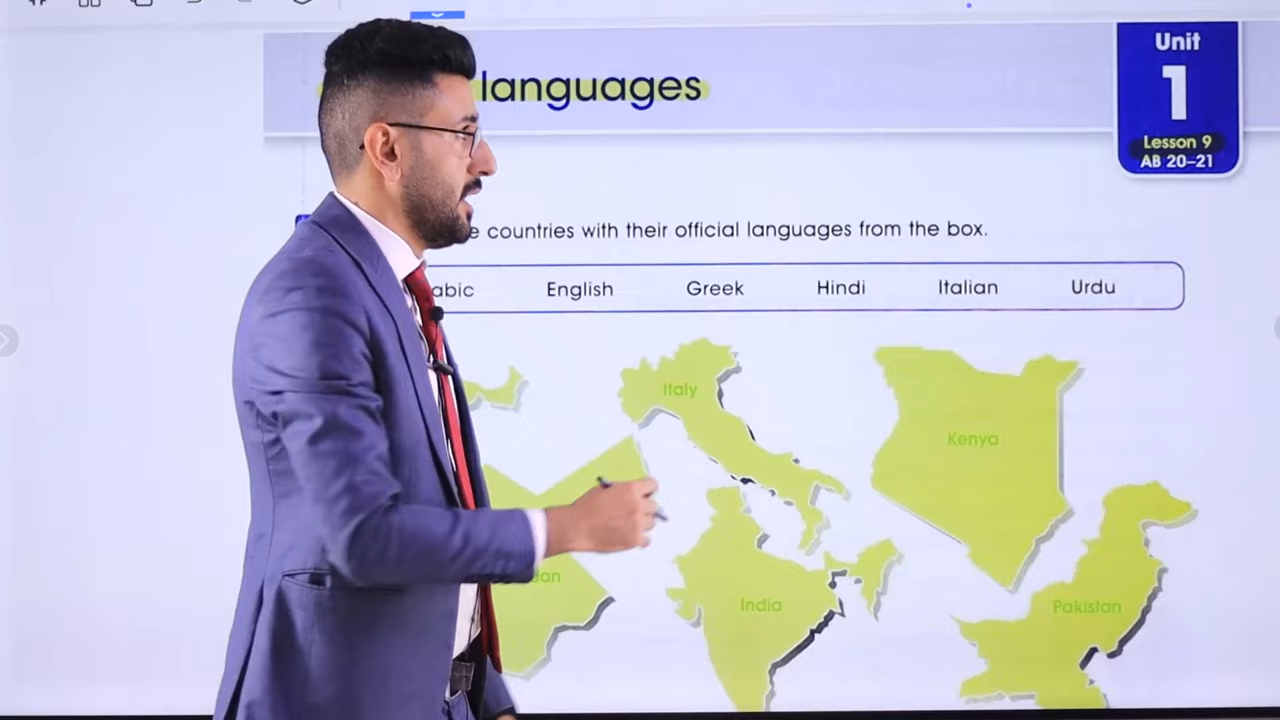 languages
Unit
1
Lesson 9
AB 20–21
countries with their official languages from the box.
English Greek Hindi Italian Urdu
Italy
Kenya
India
Pakistan